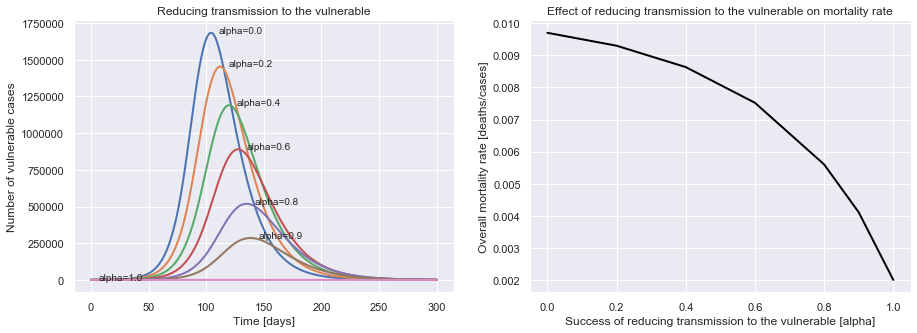 Reducing transmission to the vulnerable
Number of vulnerable cases
1750000
1500000
1250000
1000000
750000
500000
250000
0
alpha=0.0
alpha=0.2
alpha=0.4
alpha=0.6
alpha=0.8
alpha=0.9
alpha=1.0
0
50
100
150
200
250
300
Time [days]
Effect of reducing transmission to the vulnerable on mortality rate
Overall mortality rate [deaths/cases]
0.010
0.009
0.008
0.007
0.006
0.005
0.004
0.003
0.002
0.0
0.2
0.4
0.6
0.8
1.0
Success of reducing transmission to the vulnerable [alpha]